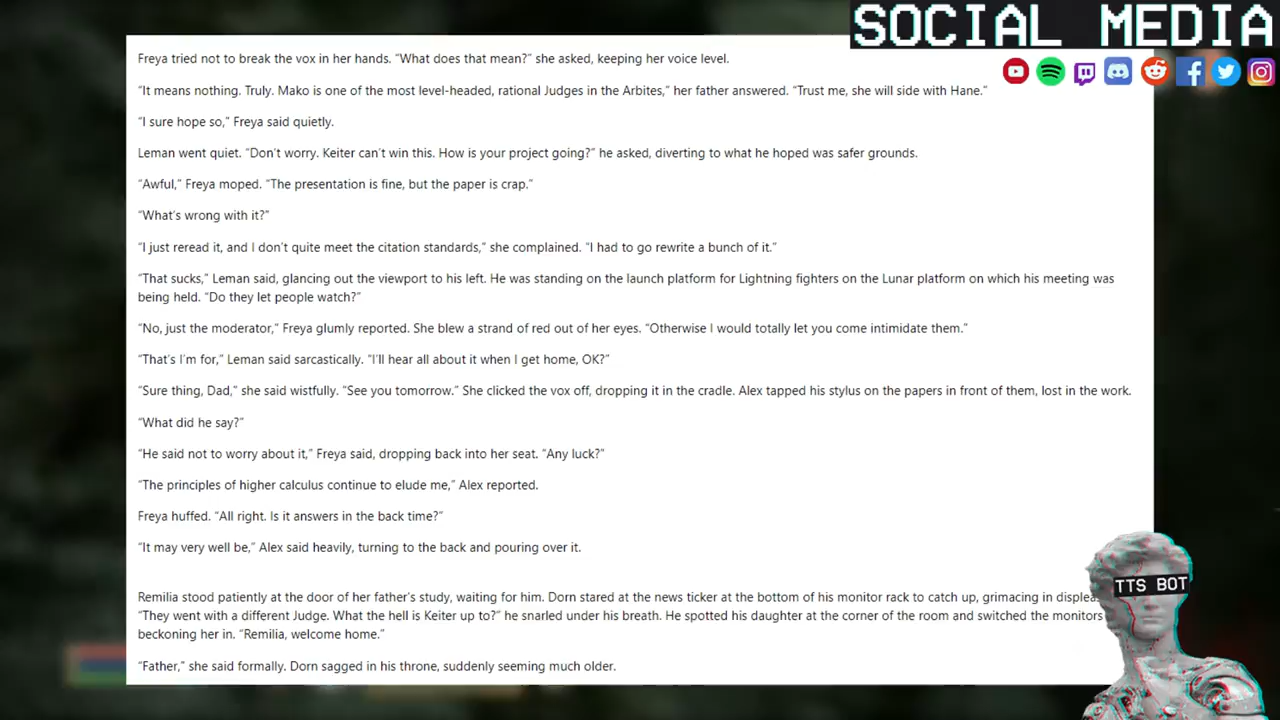 SOCIAL MEDIA
Freya tried not to break the vox in her hands. “What does that mean?” she asked, keeping her voice level.
“It means nothing. Truly. Mako is one of the most level-headed, rational Judges in the Arbites,” her father answered. “Trust me, she will side with Hane.”
“I sure hope so,” Freya said quietly.
Leman went quiet. “Don’t worry. Keiter can’t win this. How is your project going?” he asked, diverting to what he hoped was safer grounds.
“Awful,” Freya moped. “The presentation is fine, but the paper is crap.”
“What’s wrong with it?”
“I just reread it, and I don’t quite meet the citation standards,” she complained. “I had to go rewrite a bunch of it.”
“That sucks,” Leman said, glancing out the viewport to his left. He was standing on the launch platform for Lightning fighters on the Lunar platform on which his meeting was
being held. “Do they let people watch?”
“No, just the moderator,” Freya glumly reported. She blew a strand of red out of her eyes. “Otherwise I would totally let you come intimidate them.”
“That’s I’m for,” Leman said sarcastically. “I’ll hear all about it when I get home, OK?”
“Sure thing, Dad,” she said wistfully. “See you tomorrow.” She clicked the vox off, dropping it in the cradle. Alex tapped his stylus on the papers in front of them, lost in the work.
“What did he say?”
“He said not to worry about it,” Freya said, dropping back into her seat. “Any luck?”
“The principles of higher calculus continue to elude me,” Alex reported.
Freya huffed. “All right. Is it answers in the back time?”
“It may very well be,” Alex said heavily, turning to the back and pouring over it.
Remilia stood patiently at the door of her father’s study, waiting for him. Dorn stared at the news ticker at the bottom of his monitor rack to catch up, grimacing in
“They went with a different Judge. What the hell is Keiter up to?” he snarled under his breath. He spotted his daughter at the corner of the room and switched the monitors
beckoning her in. “Remilia, welcome home.”
“Father,” she said formally. Dorn sagged in his throne, suddenly seeming much older.
TTS BOT